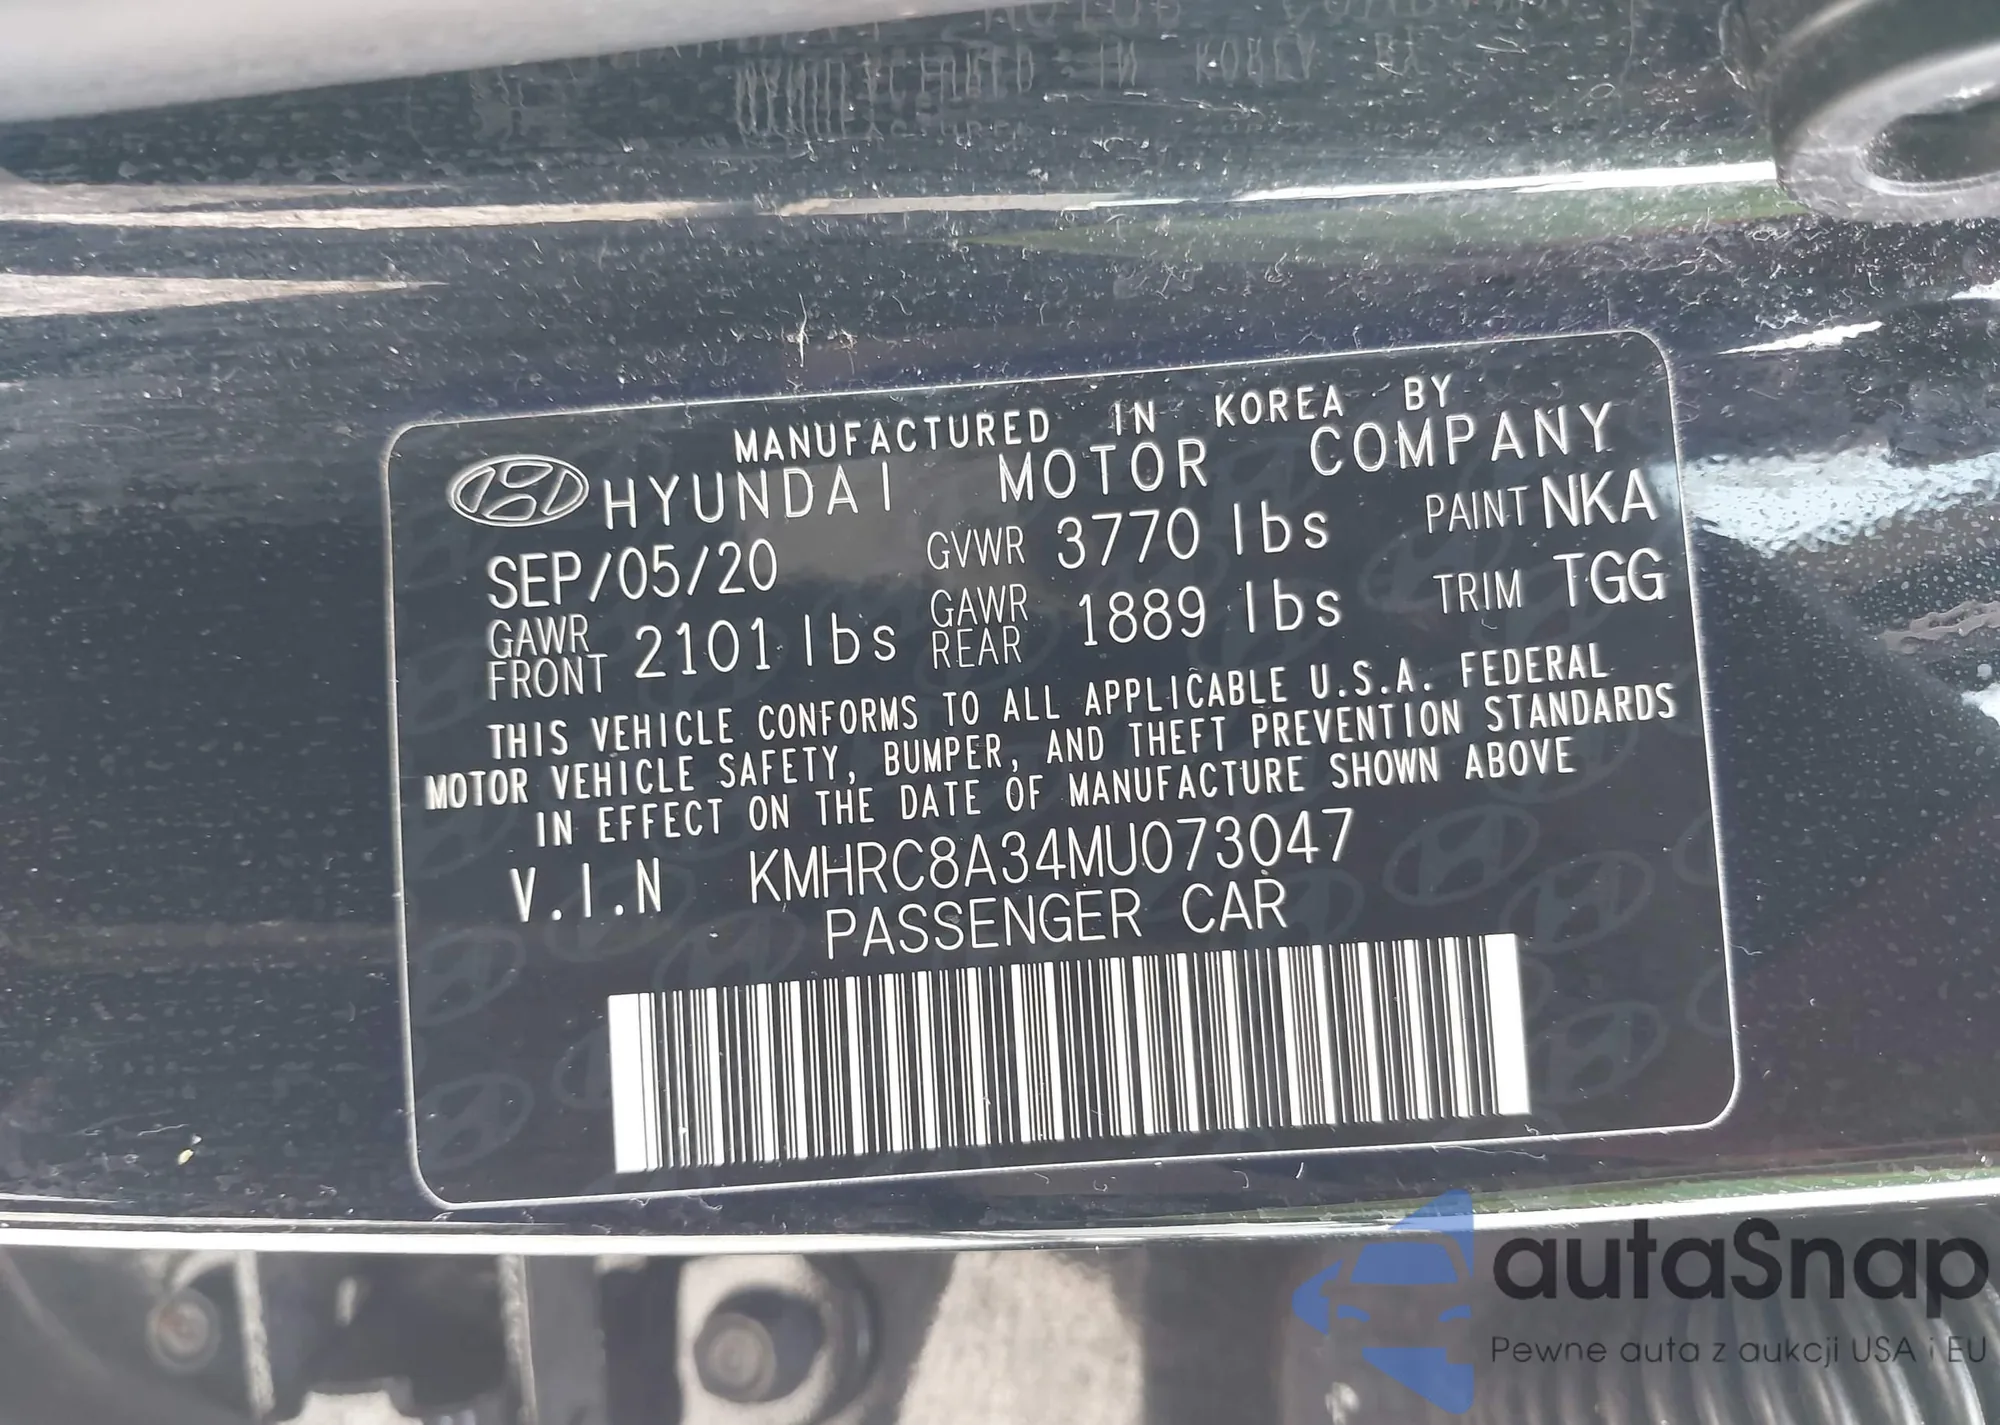 MANUFACTURED IN KOREA BY
HYUNDAI MOTOR COMPANY
SEP/05/20 GVWR 3770 lbs PAINT NKA
GAWR FRONT 2101 lbs GAWR REAR 1889 lbs TRIM TGG
THIS VEHICLE CONFORMS TO ALL APPLICABLE U.S.A. FEDERAL
MOTOR VEHICLE SAFETY, BUMPER, AND THEFT PREVENTION STANDARDS
IN EFFECT ON THE DATE OF MANUFACTURE SHOWN ABOVE
V.I.N KMHRC8A34MU073047
PASSENGER CAR
autaSnap
Pewne auta z aukcji USA i EU